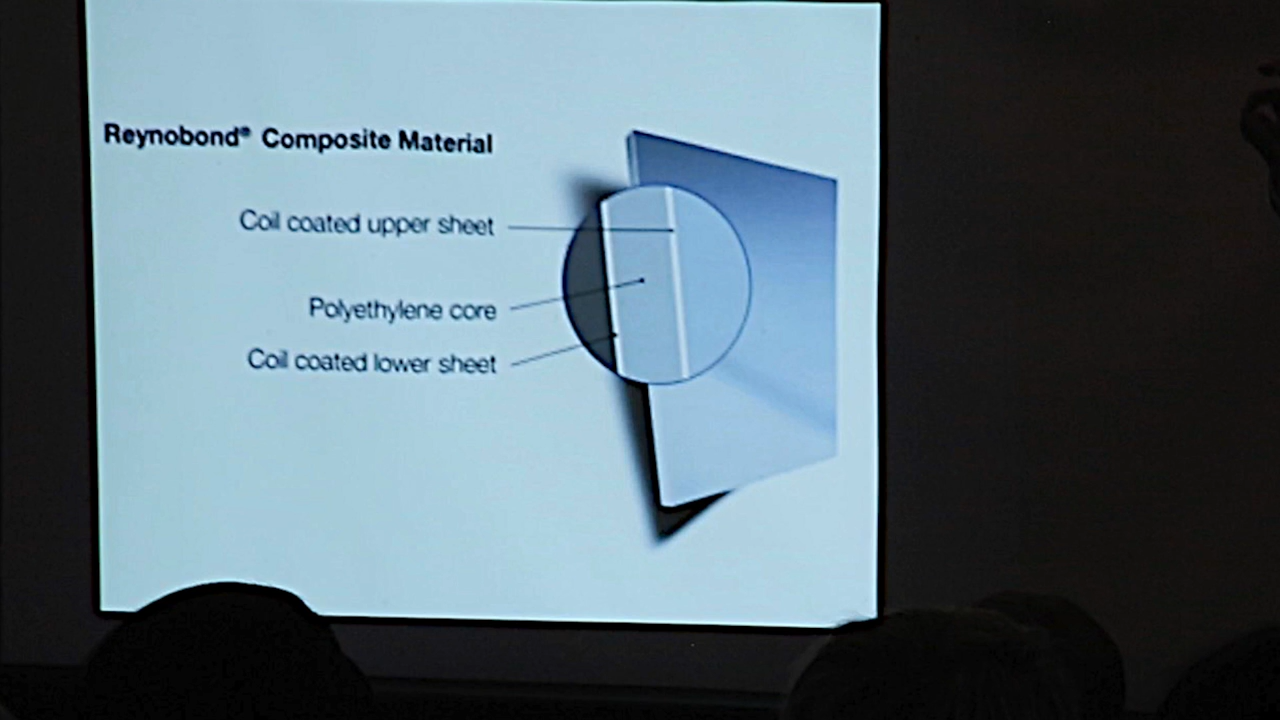 Reynobond® Composite Material
Coil coated upper sheet
Polyethylene core
Coil coated lower sheet